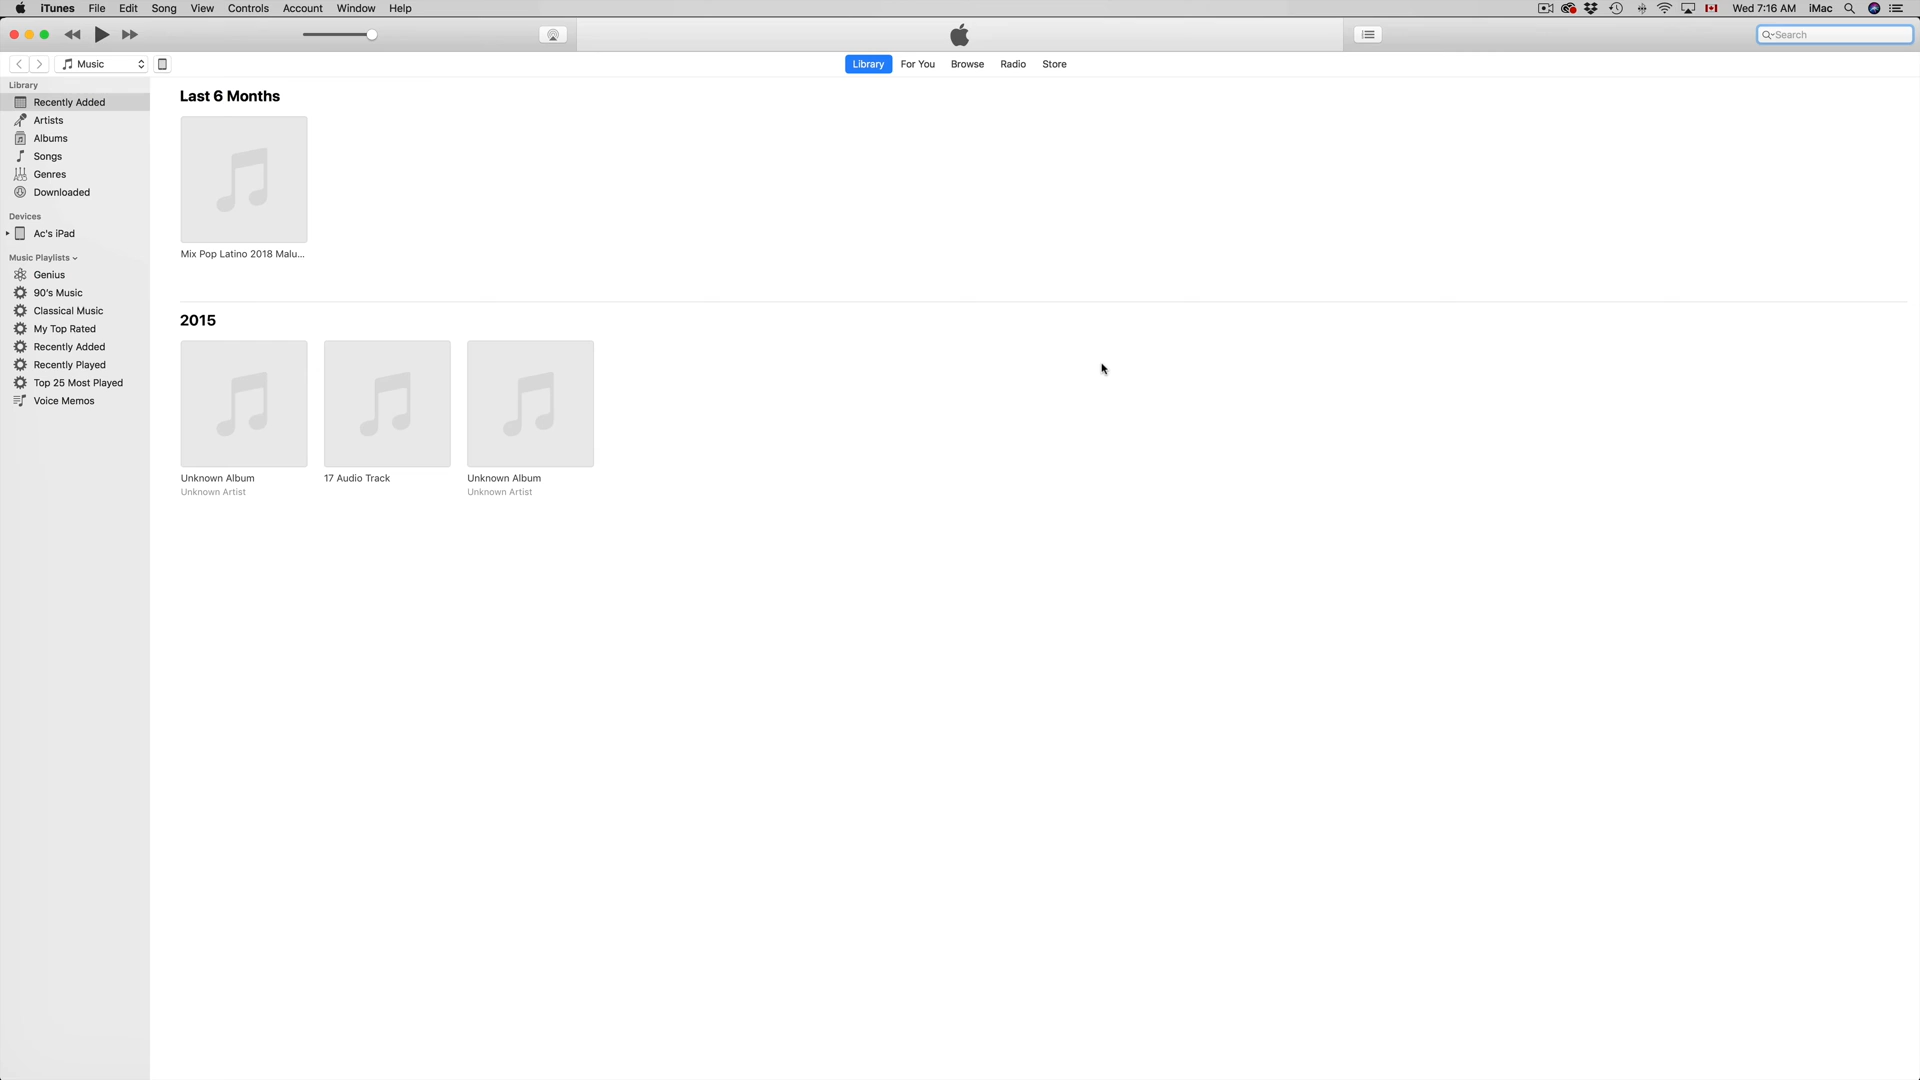 iTunes File Edit Song View Controls Account Window Help Wed 7:16 AM iMac
Search
Music Library For You Browse Radio Store
Library
Recently Added
Artists
Albums
Songs
Genres
Downloaded
Devices
Ac's iPad
Music Playlists
Genius
90's Music
Classical Music
My Top Rated
Recently Added
Recently Played
Top 25 Most Played
Voice Memos
Last 6 Months
Mix Pop Latino 2018 Malu...
2015
Unknown Album 17 Audio Track Unknown Album
Unknown Artist Unknown Artist